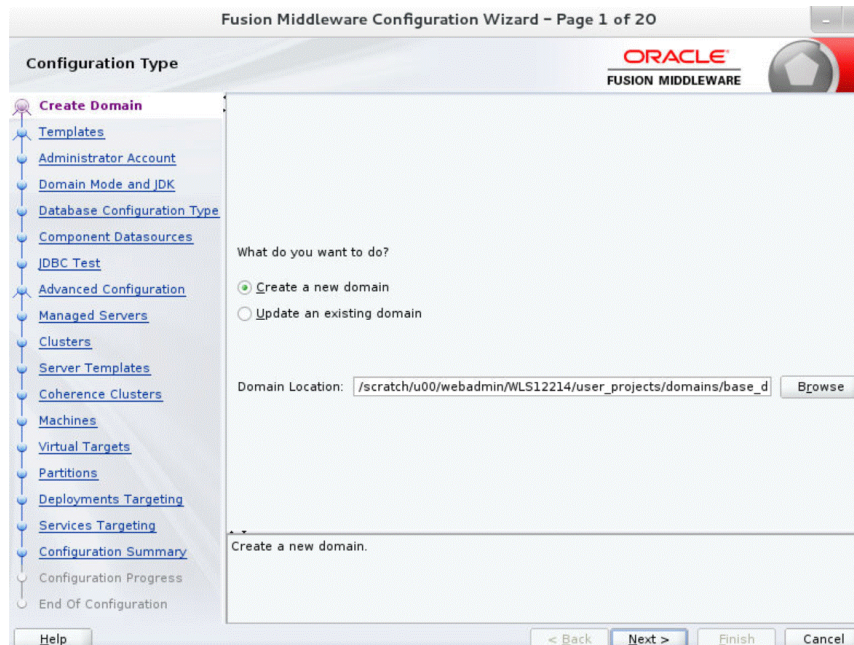 Fusion Middleware Configuration Wizard - Page 1 of 20
Configuration Type
ORACLE
FUSION MIDDLEWARE
Create Domain
Templates
Administrator Account
Domain Mode and JDK
Database Configuration Type
Component Datasources
JDBC Test
Advanced Configuration
Managed Servers
Clusters
Server Templates
Coherence Clusters
Machines
Virtual Targets
Partitions
Deployments Targeting
Services Targeting
Configuration Summary
Configuration Progress
End Of Configuration
What do you want to do?
Create a new domain
Update an existing domain
Domain Location: /scratch/u00/webadmin/WLS12214/user_projects/domains/base_d Browse
Create a new domain.
Help < Back Next > Finish Cancel